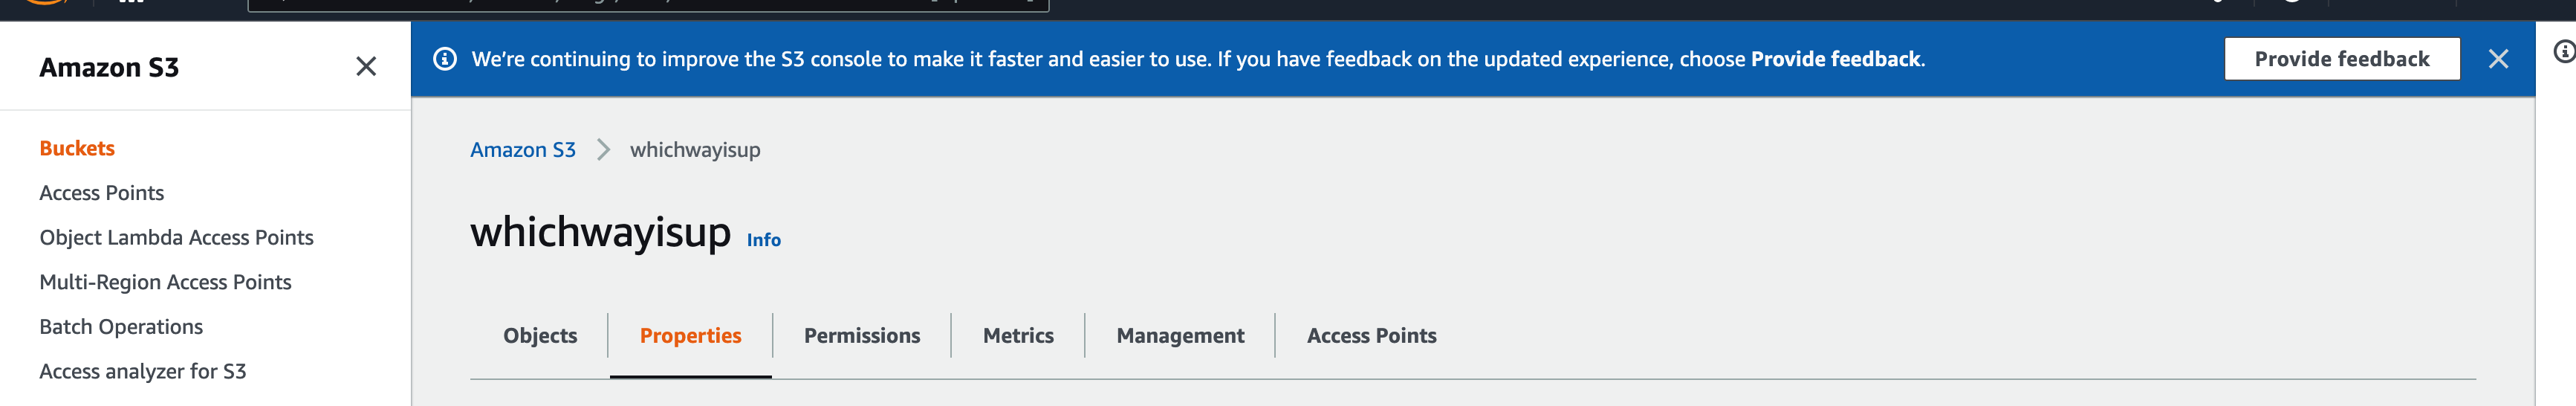 Amazon S3
Buckets
Access Points
Object Lambda Access Points
Multi-Region Access Points
Batch Operations
Access analyzer for S3
We’re continuing to improve the S3 console to make it faster and easier to use. If you have feedback on the updated experience, choose Provide feedback.
Provide feedback
Amazon S3 > whichwayisup
whichwayisup Info
Objects Properties Permissions Metrics Management Access Points